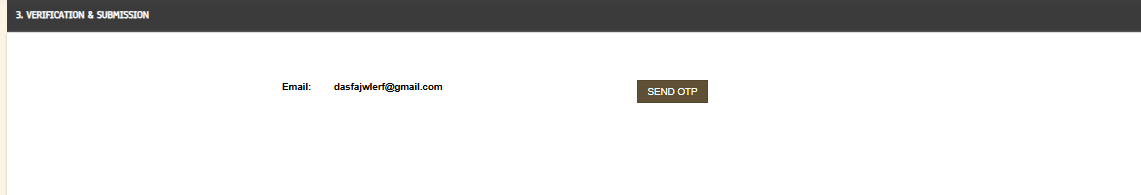 3. VERIFICATION & SUBMISSION
Email: dasfajwlerf@gmail.com SEND OTP